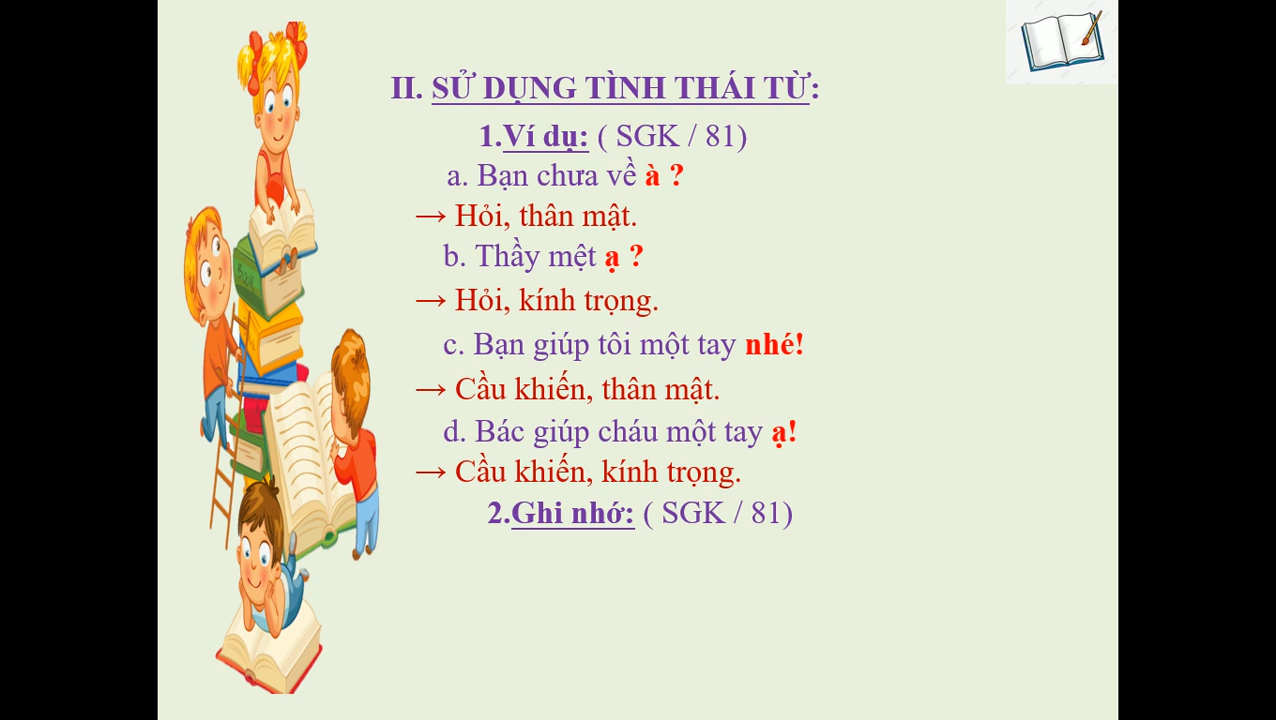 II. SỬ DỤNG TÌNH THÁI TỪ:
1.Ví dụ: ( SGK / 81)
a. Bạn chưa về à ?
→ Hỏi, thân mật.
b. Thầy mệt ạ ?
→ Hỏi, kính trọng.
c. Bạn giúp tôi một tay nhé!
→ Cầu khiến, thân mật.
d. Bác giúp cháu một tay ạ!
→ Cầu khiến, kính trọng.
2.Ghi nhớ: ( SGK / 81)